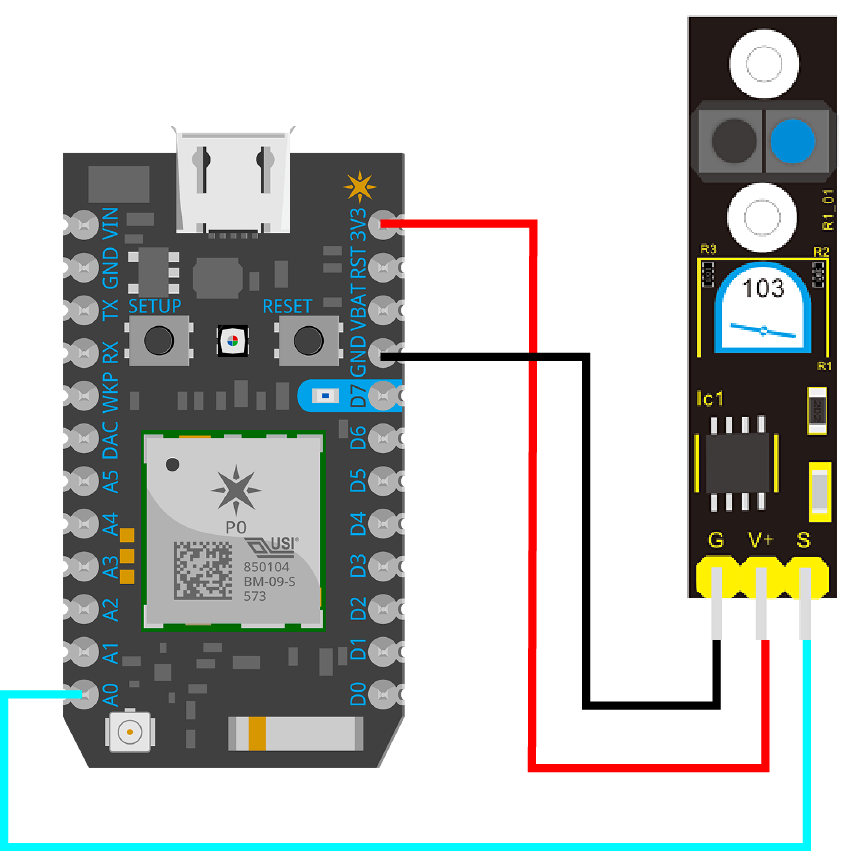 VIN
GND
TX
RX
WKP
DAC
A5
A4
A3
A2
A1
A0
SETUP
RESET
3V3
RST
VBAT
GND
D7
D6
D5
D4
D3
D2
D1
D0
P0
USI®
850104
BM-09-S
573
R1_01
R3
R2
103
R1
Ic1
G V+ S